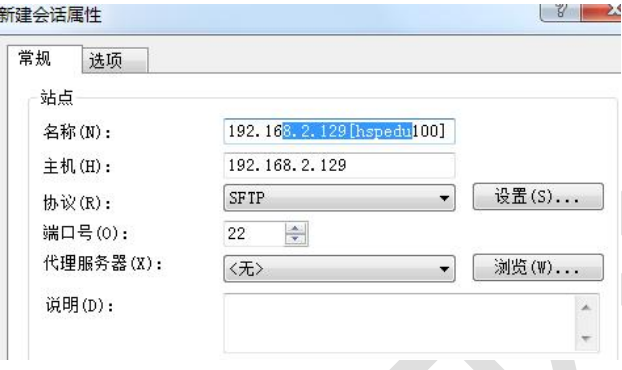 新建会话属性
常规 选项
站点
名称(N): 192.168.2.129[hspedu100]
主机(H): 192.168.2.129
协议(R): SFTP 设置(S)...
端口号(O): 22
代理服务器(X): <无> 浏览(W)...
说明(D):